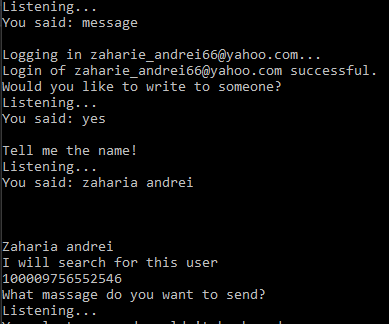 Listening...
You said: message
Logging in zaharie_andrei66@yahoo.com...
Login of zaharie_andrei66@yahoo.com successful.
Would you like to write to someone?
Listening...
You said: yes
Tell me the name!
Listening...
You said: zaharia andrei
Zaharia andrei
I will search for this user
100009756552546
What massage do you want to send?
Listening...